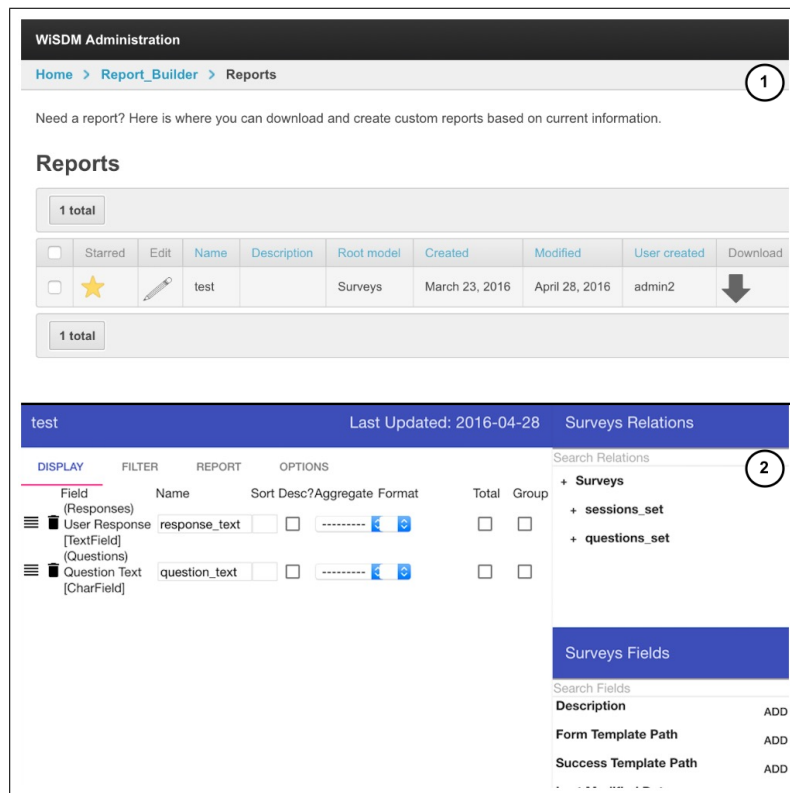 WiSDM Administration
Home > Report_Builder > Reports
1
Need a report? Here is where you can download and create custom reports based on current information.
Reports
1 total
Starred Edit Name Description Root model Created Modified User created Download
test Surveys March 23, 2016 April 28, 2016 admin2
1 total
test Last Updated: 2016-04-28
DISPLAY FILTER REPORT OPTIONS
Field Name Sort Desc?Aggregate Format Total Group
(Responses)
User Response response_text ---------
[TextField]
(Questions)
Question Text question_text ---------
[CharField]
Surveys Relations
Search Relations
2
+ Surveys
+ sessions_set
+ questions_set
Surveys Fields
Search Fields
Description ADD
Form Template Path ADD
Success Template Path ADD